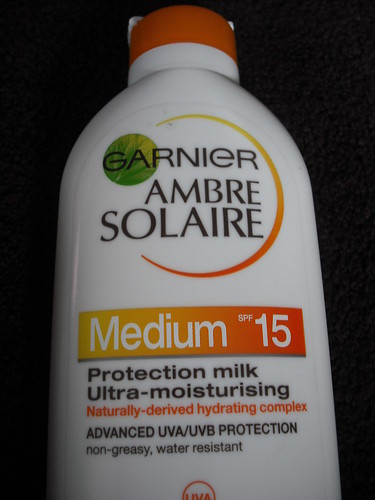 GARNIER
AMBRE
SOLAIRE
Medium SPF 15
Protection milk
Ultra-moisturising
Naturally-derived hydrating complex
ADVANCED UVA/UVB PROTECTION
non-greasy, water resistant
UVA